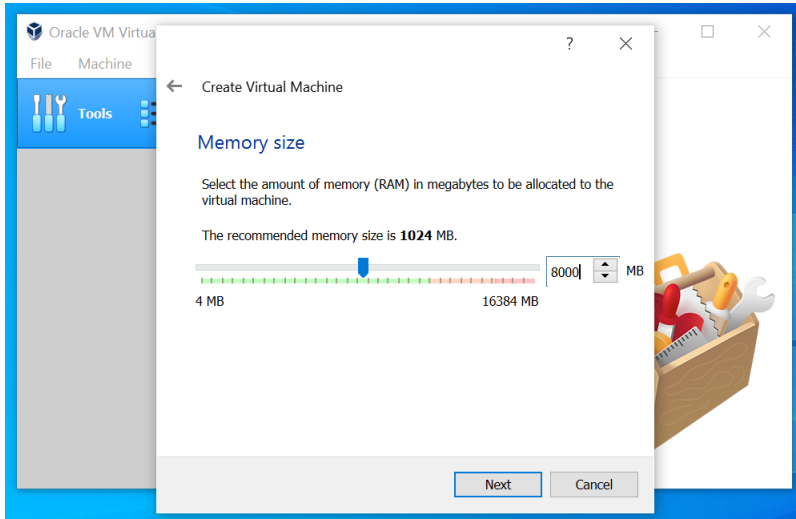 Oracle VM Virtua
File Machine
Tools
?
Create Virtual Machine
Memory size
Select the amount of memory (RAM) in megabytes to be allocated to the
virtual machine.
The recommended memory size is 1024 MB.
8000 MB
4 MB 16384 MB
Next Cancel